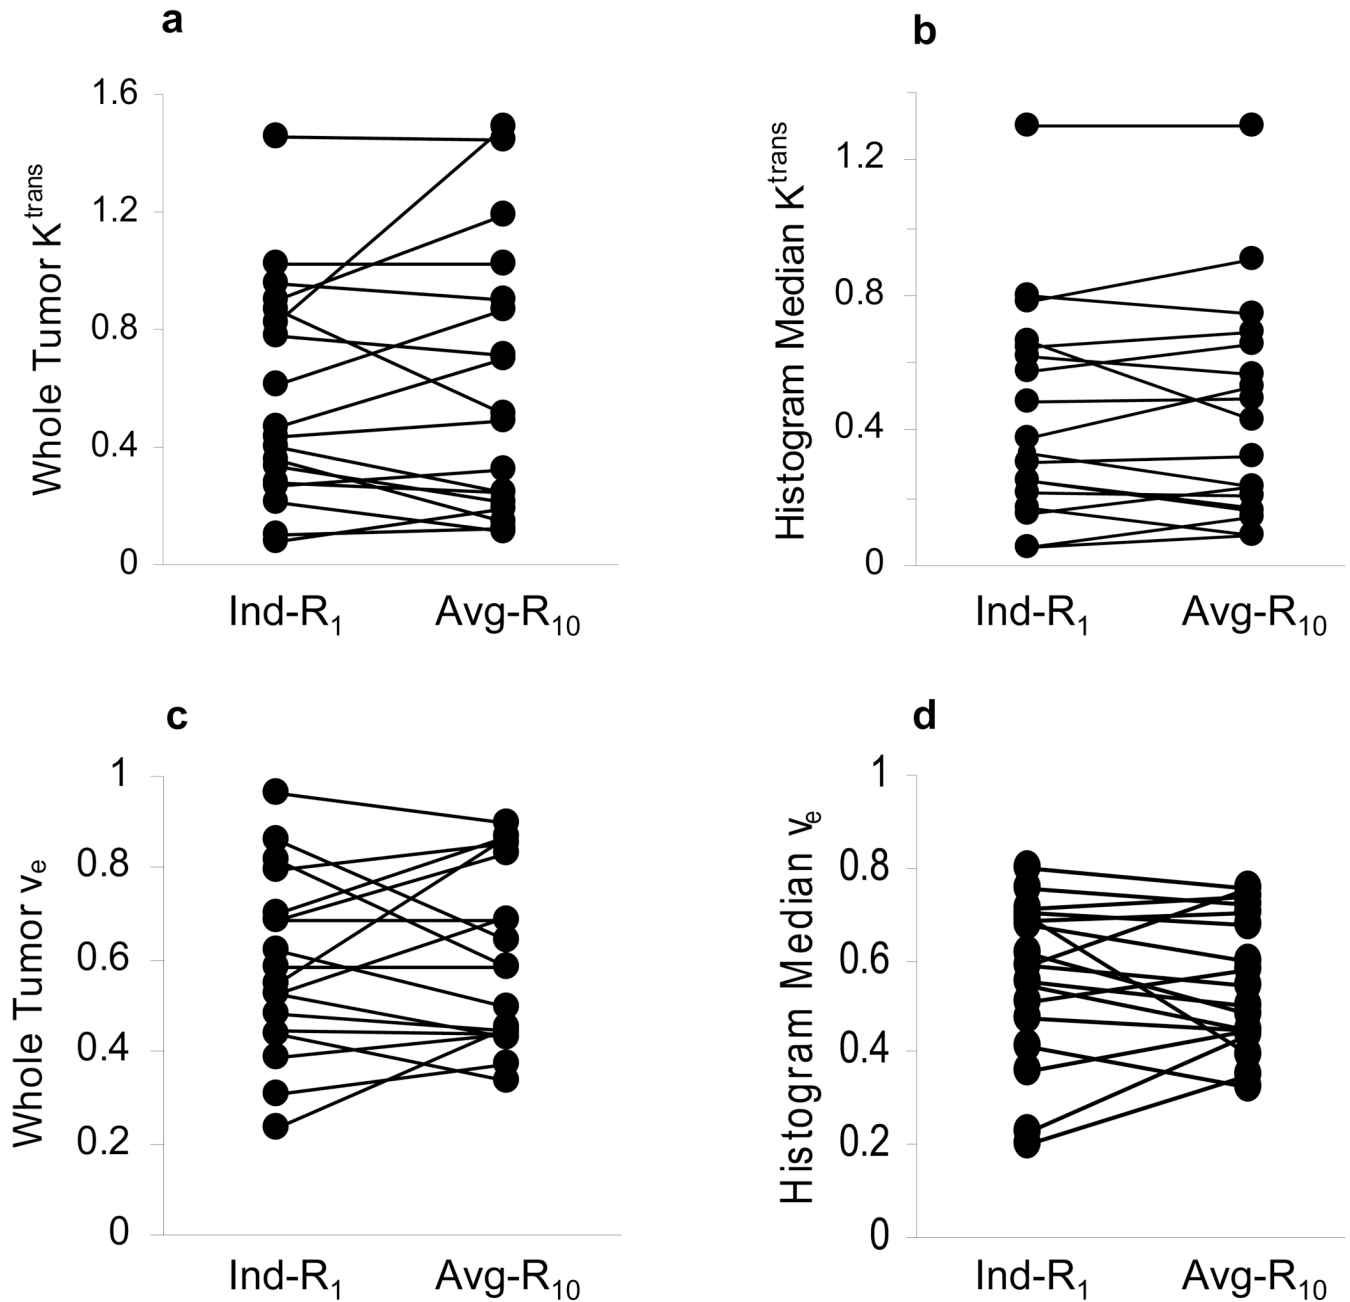 a
Whole Tumor K^trans
1.6
1.2
0.8
0.4
0
Ind-R₁ Avg-R₁₀
b
Histogram Median K^trans
1.2
0.8
0.4
0
Ind-R₁ Avg-R₁₀
c
Whole Tumor vₑ
1
0.8
0.6
0.4
0.2
0
Ind-R₁ Avg-R₁₀
d
Histogram Median vₑ
1
0.8
0.6
0.4
0.2
0
Ind-R₁ Avg-R₁₀